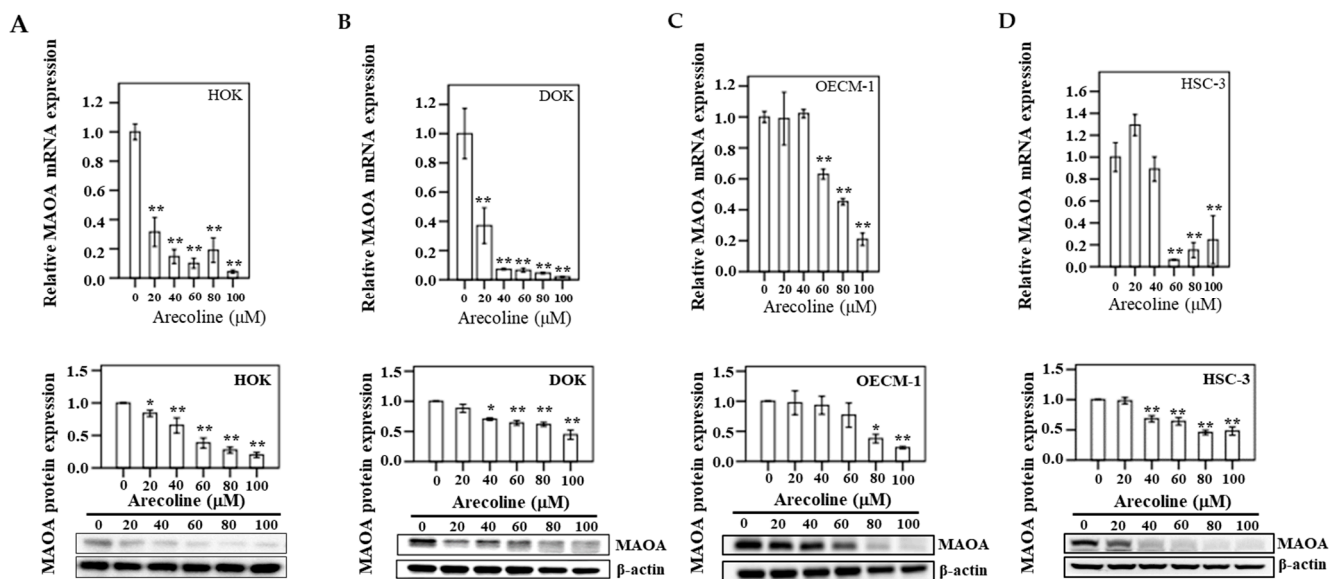 A
Relative MAOA mRNA expression
HOK
1.2
1.0
0.8
0.6
0.4
0.2
0.0
** ** ** ** **
0 20 40 60 80 100
Arecoline (μM)
MAOA protein expression
HOK
1.5
1.0
0.5
0.0
* ** ** ** **
0 20 40 60 80 100
Arecoline (μM)
0 20 40 60 80 100
B
Relative MAOA mRNA expression
DOK
1.2
1.0
0.8
0.6
0.4
0.2
0.0
** ** ** ** **
0 20 40 60 80 100
Arecoline (μM)
MAOA protein expression
DOK
1.5
1.0
0.5
0.0
* ** ** **
0 20 40 60 80 100
Arecoline (μM)
0 20 40 60 80 100
MAOA
β-actin
C
Relative MAOA mRNA expression
OECM-1
1.2
1.0
0.8
0.6
0.4
0.2
0.0
** ** **
0 20 40 60 80 100
Arecoline (μM)
MAOA protein expression
OECM-1
1.5
1.0
0.5
0.0
* **
0 20 40 60 80 100
Arecoline (μM)
0 20 40 60 80 100
MAOA
β-actin
D
Relative MAOA mRNA expression
HSC-3
1.6
1.4
1.2
1.0
0.8
0.6
0.4
0.2
0.0
** ** **
0 20 40 60 80 100
Arecoline (μM)
MAOA protein expression
HSC-3
1.5
1.0
0.5
0.0
** ** ** **
0 20 40 60 80 100
Arecoline (μM)
0 20 40 60 80 100
MAOA
β-actin